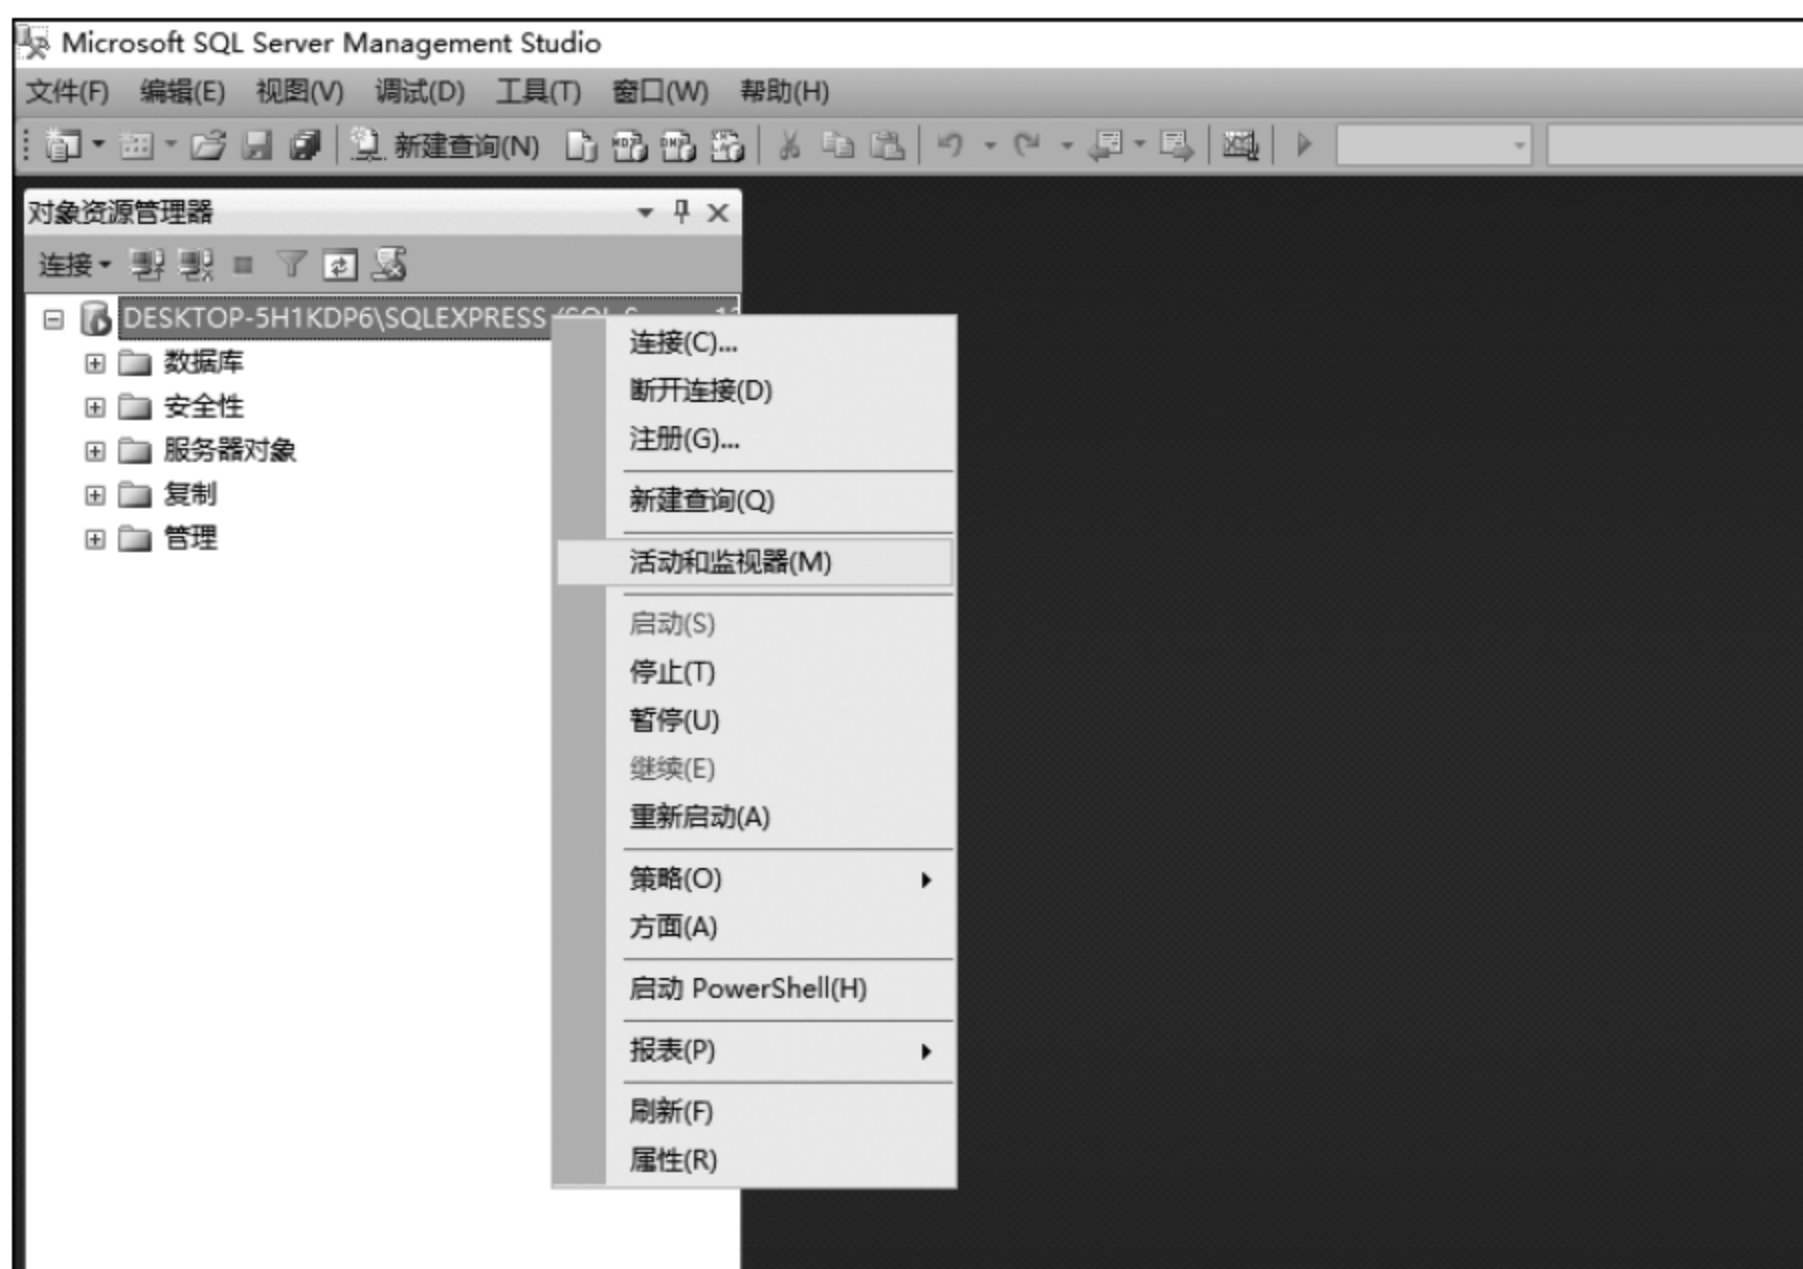 Microsoft SQL Server Management Studio
文件(F) 编辑(E) 视图(V) 调试(D) 工具(T) 窗口(W) 帮助(H)
新建查询(N)
对象资源管理器
连接
DESKTOP-5H1KDP6\SQLEXPRESS
数据库
安全性
服务器对象
复制
管理
连接(C)...
断开连接(D)
注册(G)...
新建查询(Q)
活动和监视器(M)
启动(S)
停止(T)
暂停(U)
继续(E)
重新启动(A)
策略(O)
方面(A)
启动 PowerShell(H)
报表(P)
刷新(F)
属性(R)